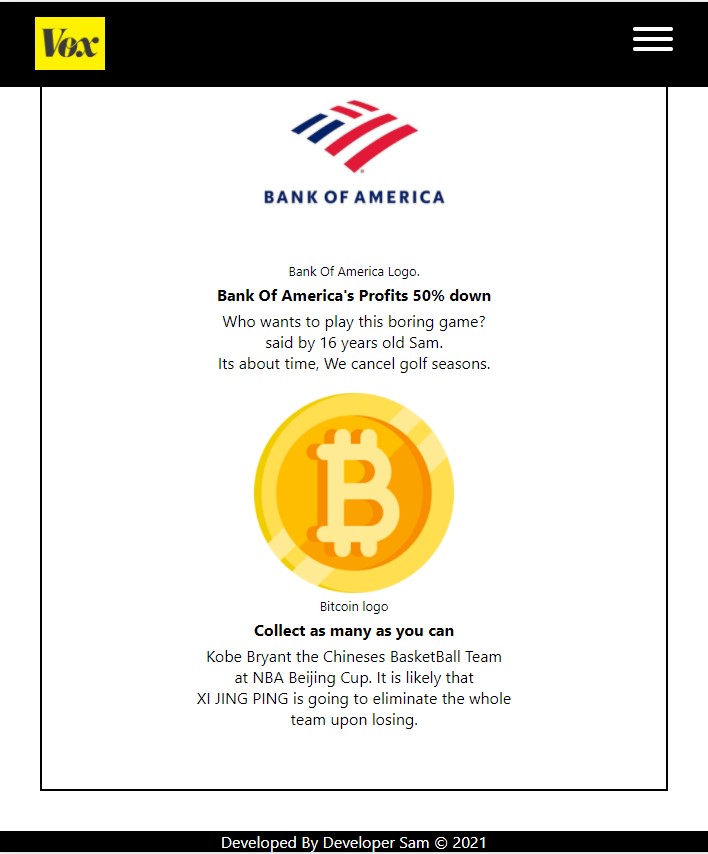 Vox
BANK OF AMERICA
Bank Of America Logo.
Bank Of America's Profits 50% down
Who wants to play this boring game?
said by 16 years old Sam.
Its about time, We cancel golf seasons.
Bitcoin logo
Collect as many as you can
Kobe Bryant the Chineses BasketBall Team
at NBA Beijing Cup. It is likely that
XI JING PING is going to eliminate the whole
team upon losing.
Developed By Developer Sam © 2021